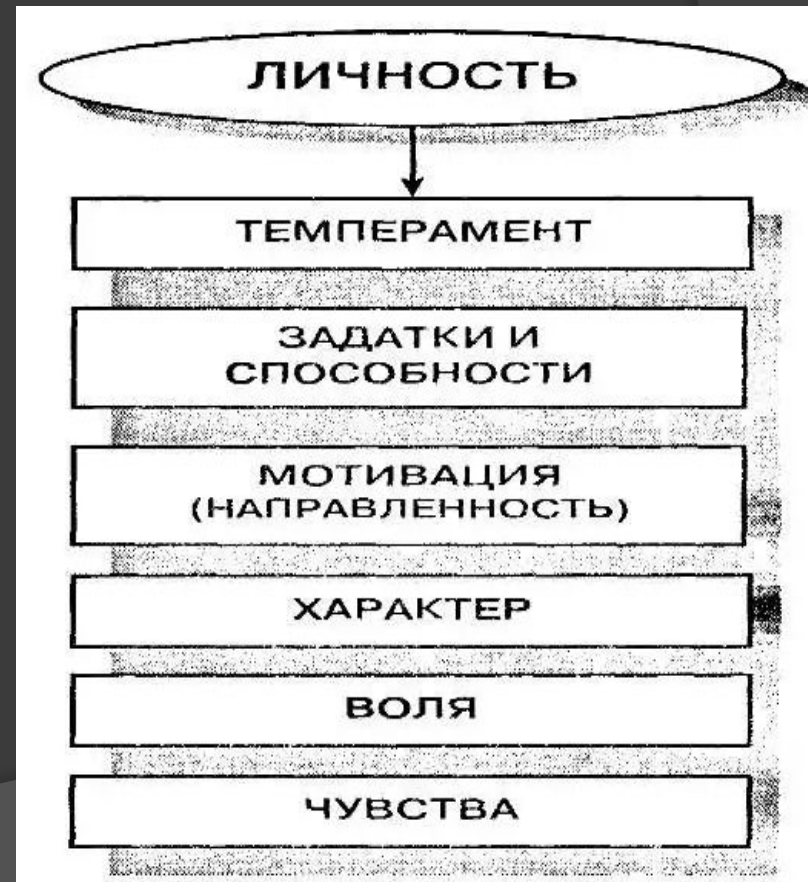 ЛИЧНОСТЬ
ТЕМПЕРАМЕНТ
ЗАДАТКИ И
СПОСОБНОСТИ
МОТИВАЦИЯ
(НАПРАВЛЕННОСТЬ)
ХАРАКТЕР
ВОЛЯ
ЧУВСТВА